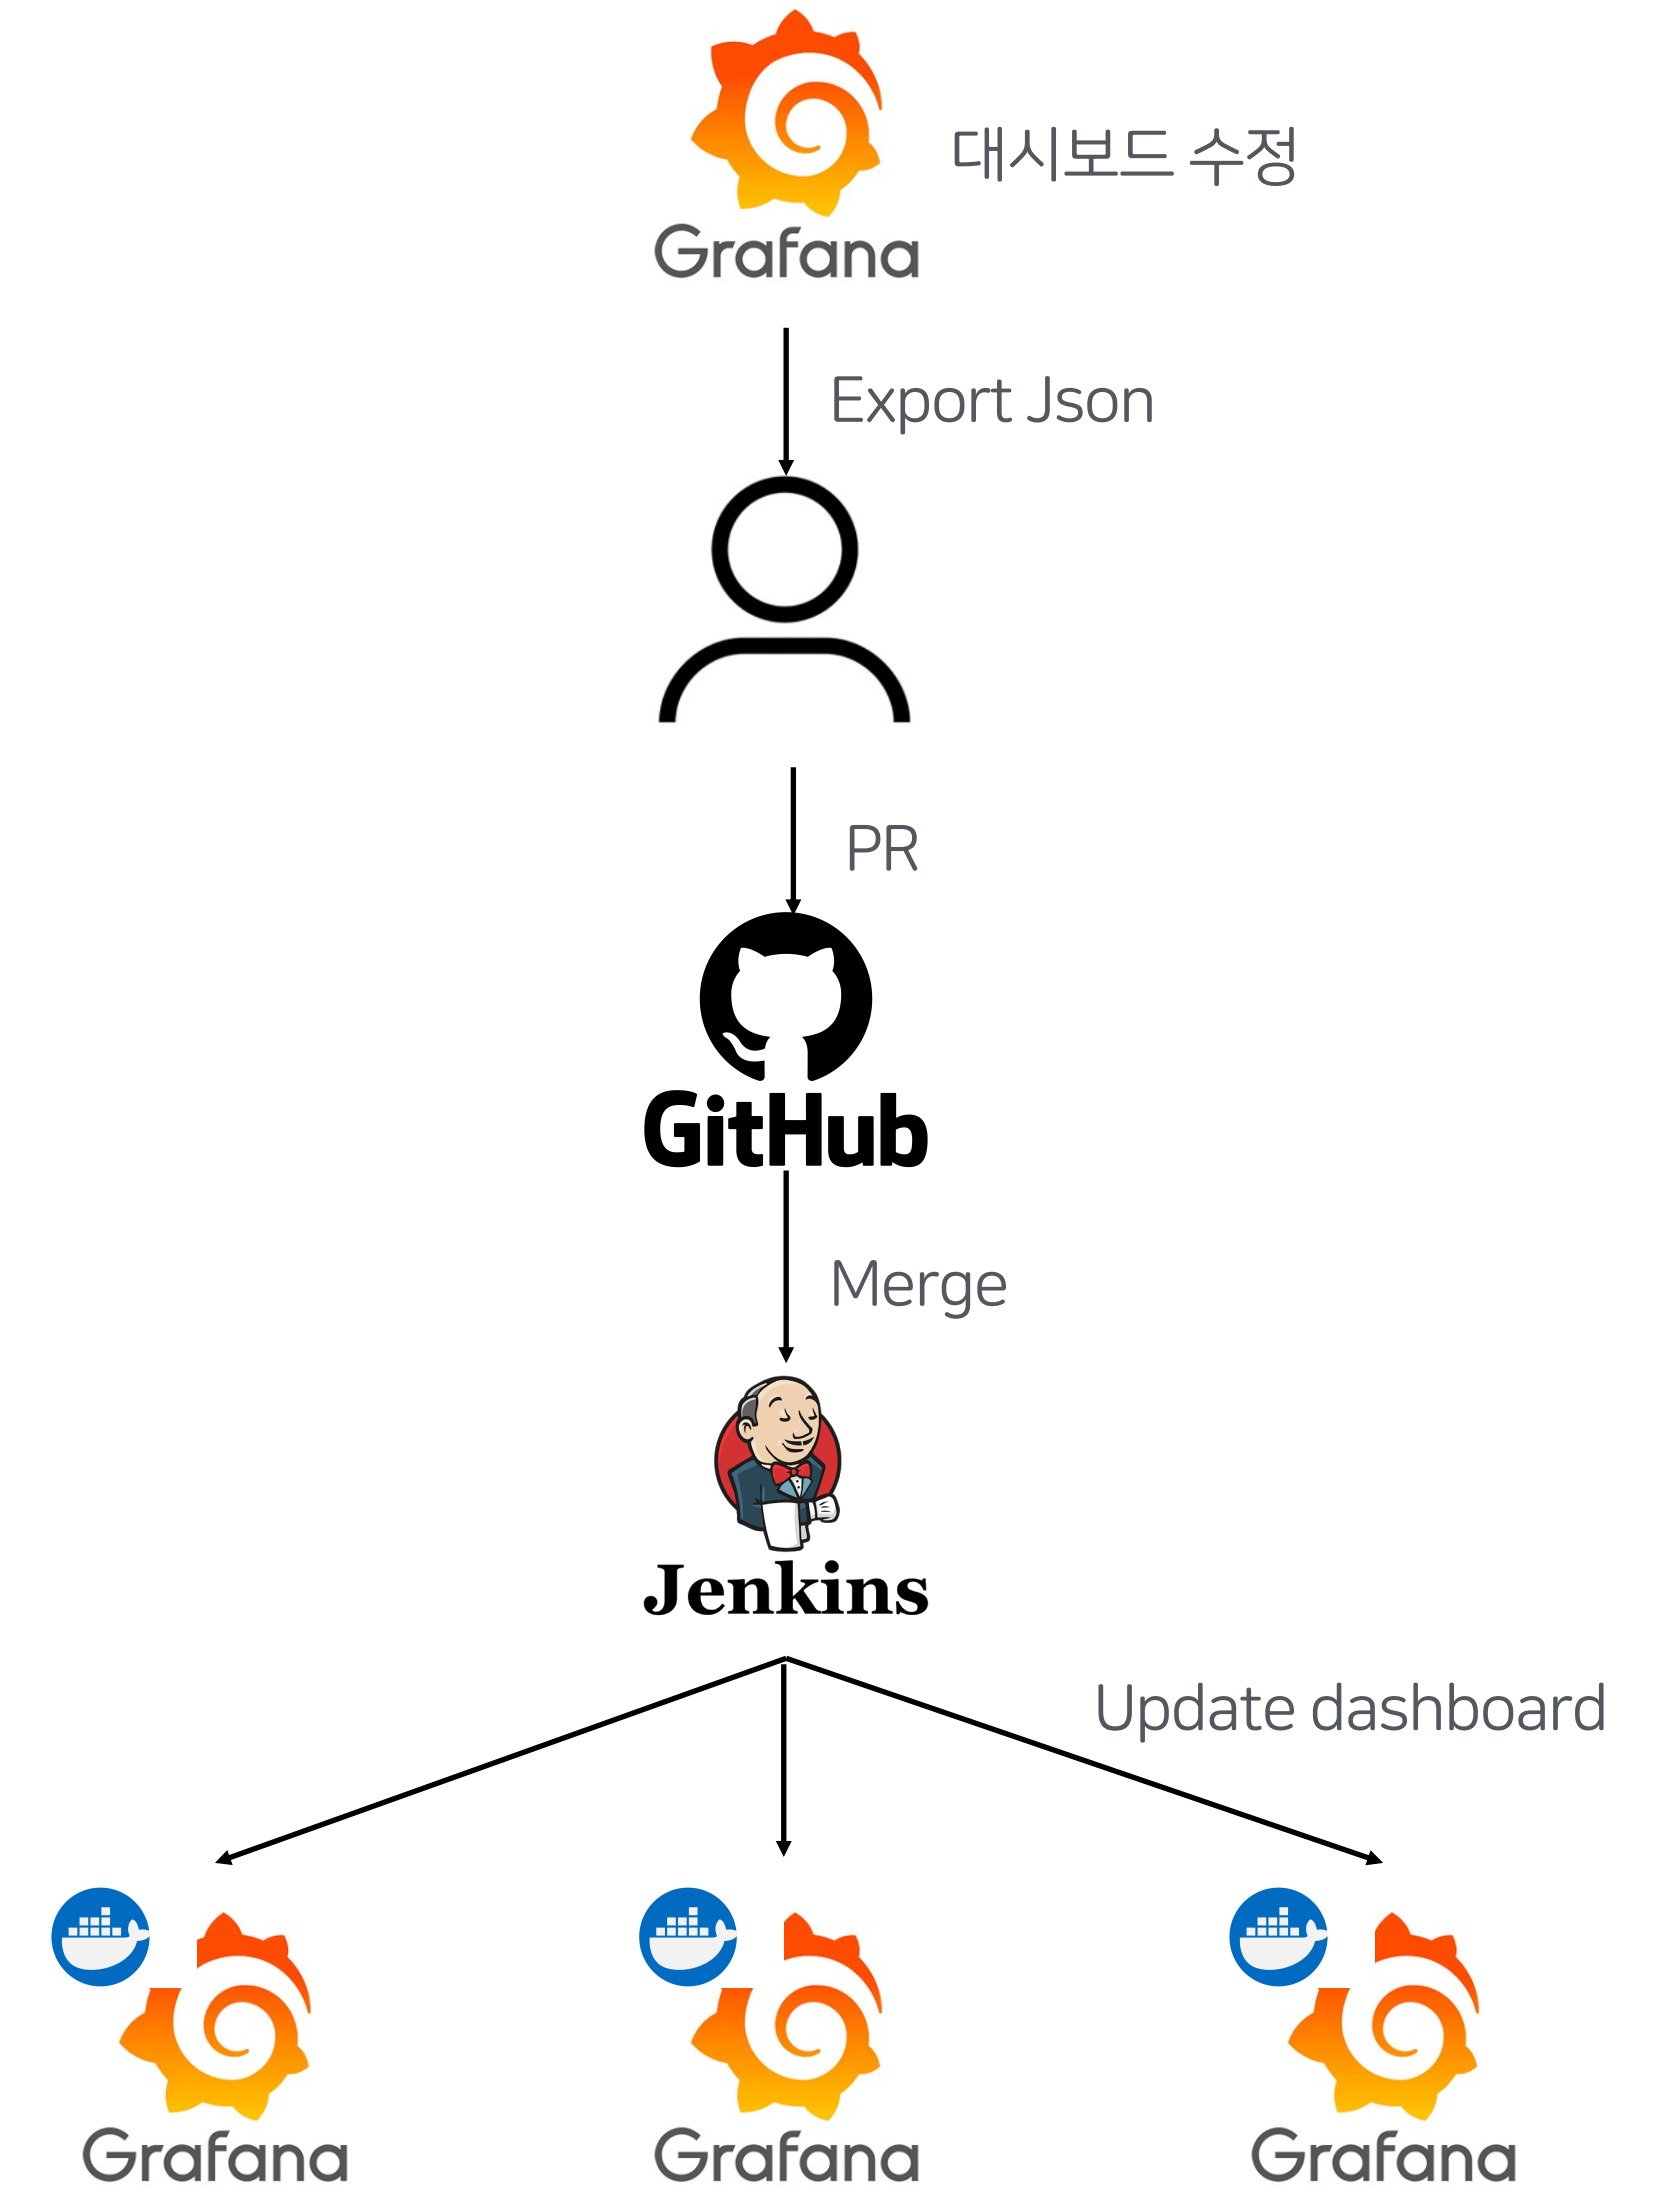 대시보드 수정
Grafana
Export Json
PR
GitHub
Merge
Jenkins
Update dashboard
Grafana
Grafana
Grafana